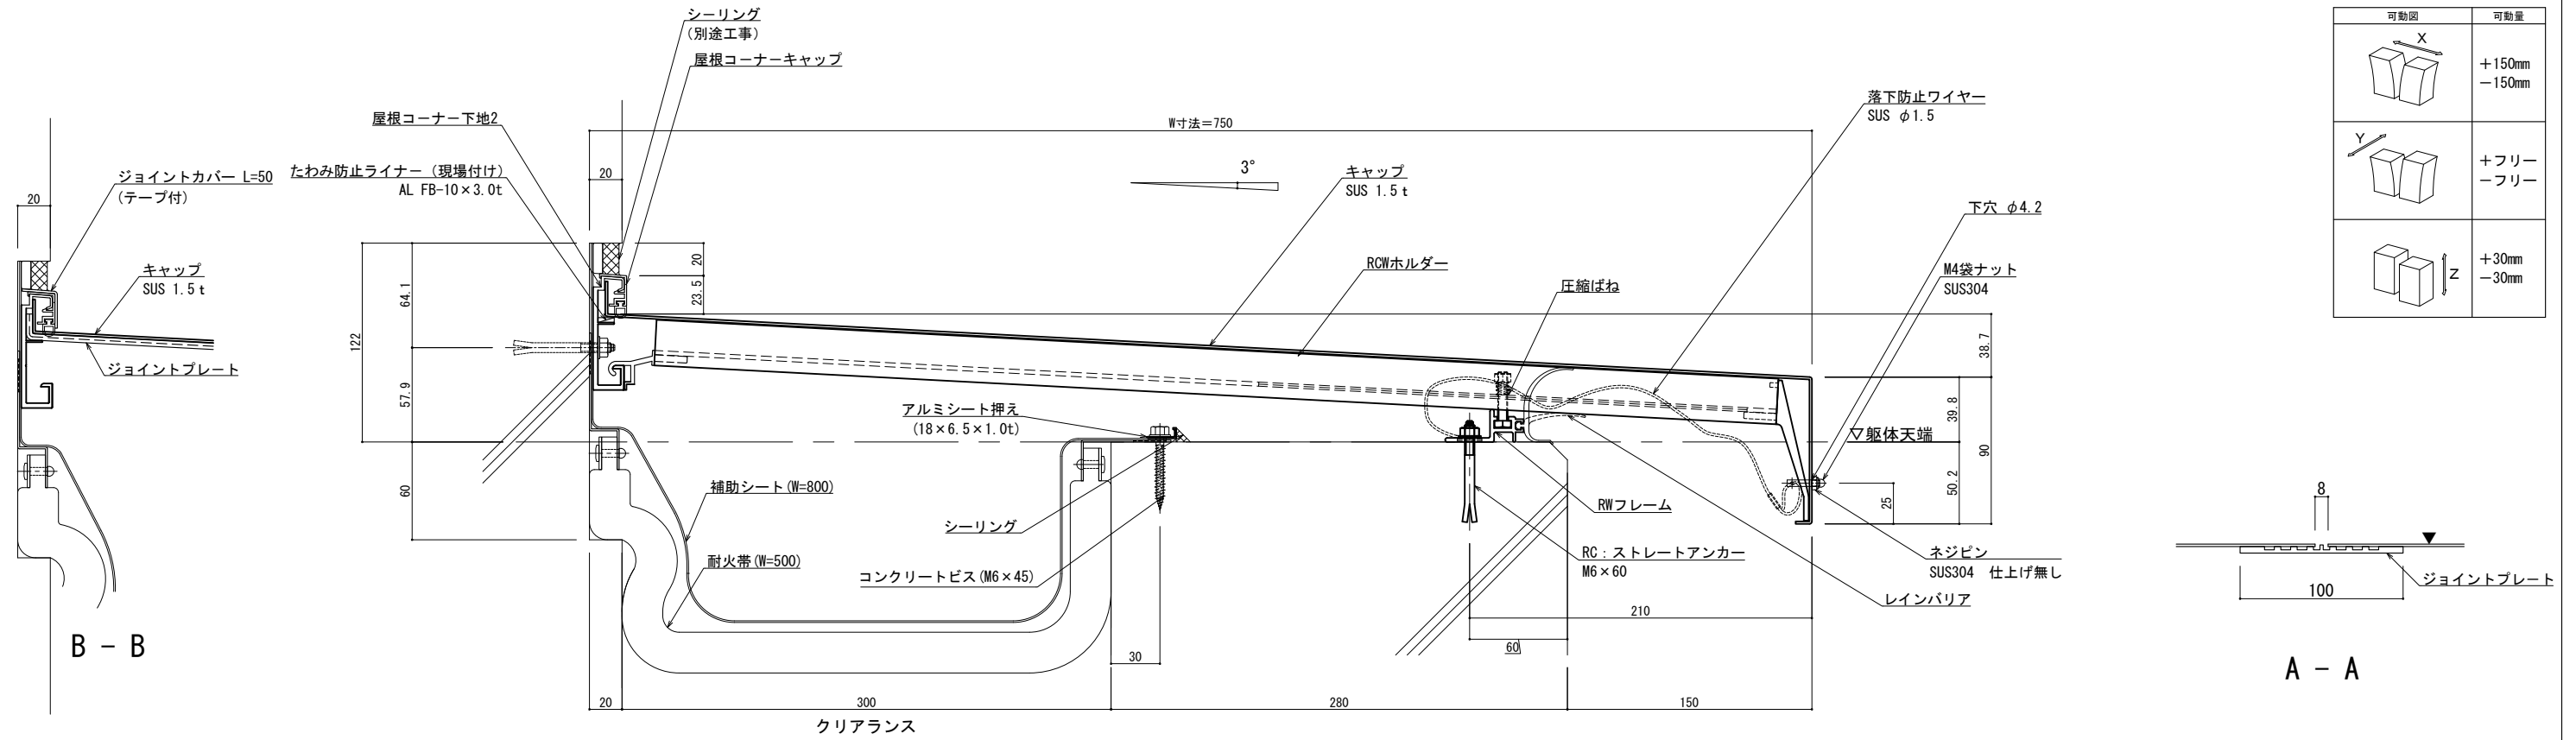 シーリング
(別途工事)
屋根コーナーキャップ
屋根コーナー下地2
たわみ防止ライナー (現場付け)
AL FB-10×3.0t
ジョイントカバー L=50
(テープ付)
20
キャップ
SUS 1.5t
ジョイントプレート
B - B
W寸法=750
20
3°
キャップ
SUS 1.5t
RCWホルダー
圧縮ばね
落下防止ワイヤー
SUS φ1.5
下穴 φ4.2
M4袋ナット
SUS304
20
23.5
64.1
122
57.9
60
38.7
39.8
90
50.2
25
▽躯体天端
アルミシート押え
(18×6.5×1.0t)
補助シート(W=800)
シーリング
耐火帯(W=500)
コンクリートビス(M6×45)
RWフレーム
RC:ストレートアンカー
M6×60
ネジピン
SUS304 仕上げ無し
レインバリア
210
60
30
20
300
280
150
クリアランス
可動図
可動量
X
+150mm
-150mm
Y
+フリー
-フリー
Z
+30mm
-30mm
8
▼
ジョイントプレート
100
A - A